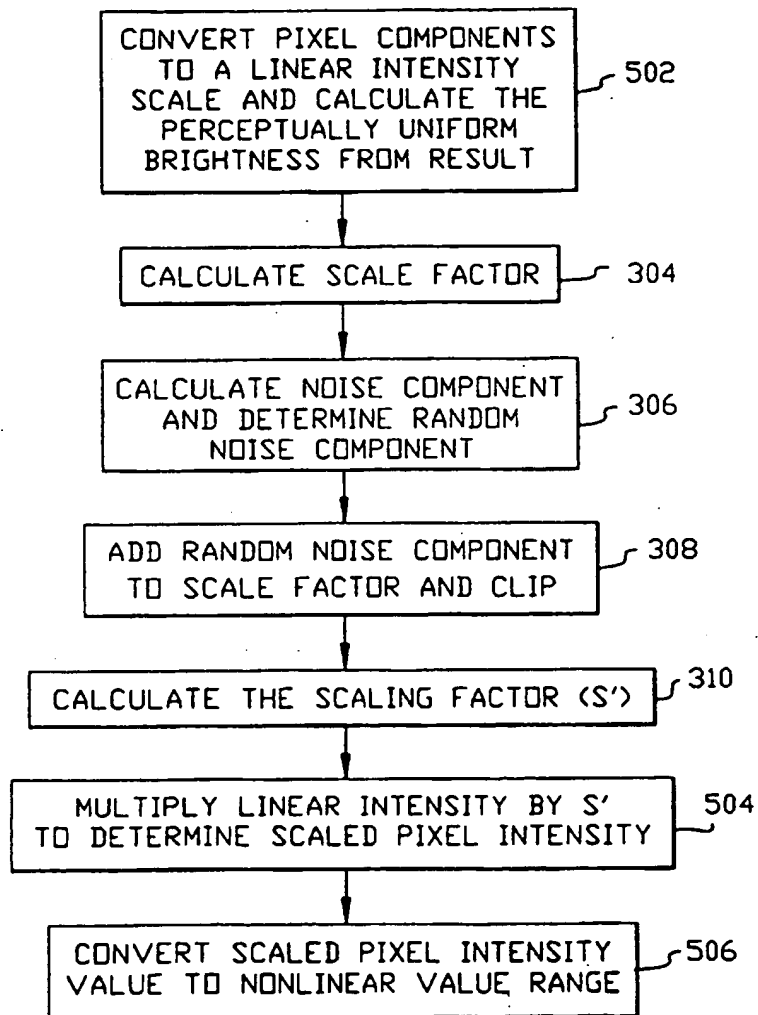 CONVERT PIXEL COMPONENTS
TO A LINEAR INTENSITY
SCALE AND CALCULATE THE
PERCEPTUALLY UNIFORM
BRIGHTNESS FROM RESULT
502
CALCULATE SCALE FACTOR
304
CALCULATE NOISE COMPONENT
AND DETERMINE RANDOM
NOISE COMPONENT
306
ADD RANDOM NOISE COMPONENT
TO SCALE FACTOR AND CLIP
308
CALCULATE THE SCALING FACTOR (S')
310
MULTIPLY LINEAR INTENSITY BY S'
TO DETERMINE SCALED PIXEL INTENSITY
504
CONVERT SCALED PIXEL INTENSITY
VALUE TO NONLINEAR VALUE RANGE
506